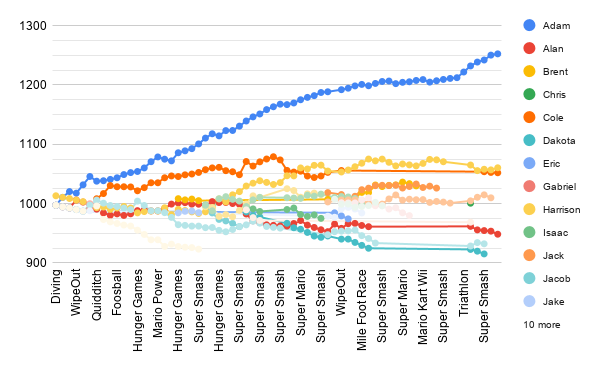 1300
1200
1100
1000
900
Diving
WipeOut
Quidditch
Foosball
Hunger Games
Mario Power
Hunger Games
Super Smash
Hunger Games
Super Smash
Super Smash
Super Smash
Super Mario
Super Smash
WipeOut
Mile Foot Race
Super Smash
Super Mario
Mario Kart Wii
Super Smash
Triathlon
Super Smash
Adam
Alan
Brent
Chris
Cole
Dakota
Eric
Gabriel
Harrison
Isaac
Jack
Jacob
Jake
10 more